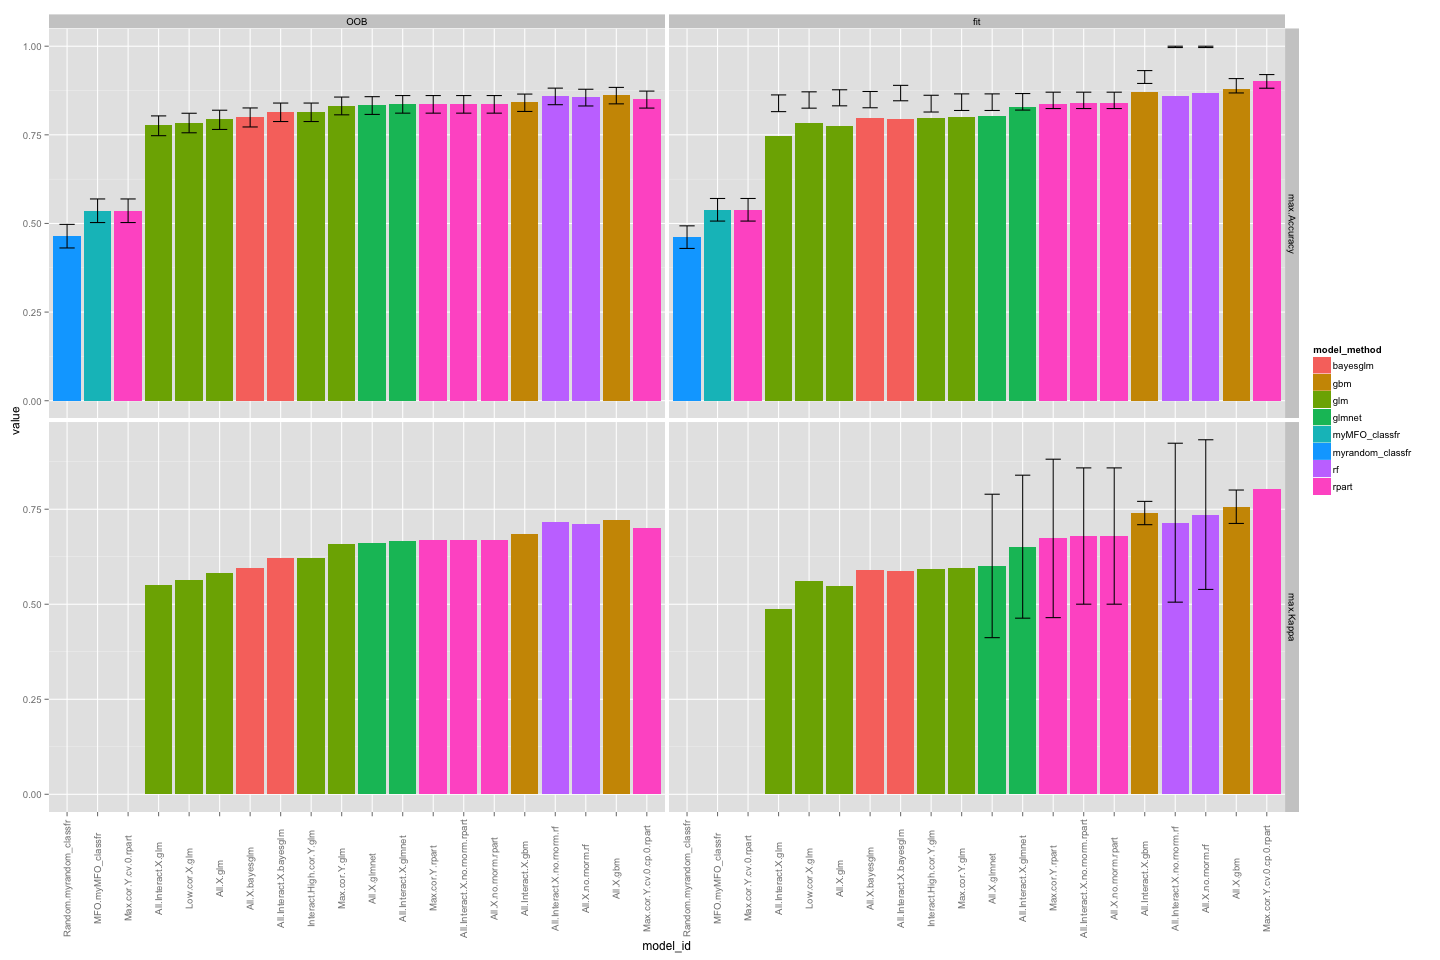 OOB
fit
1.00
0.75
0.50
0.25
0.00
max.Accuracy
0.75
0.50
0.25
0.00
max.Kappa
value
Random.myrandom_classfr
MFO.myMFO_classfr
Max.cor.Y.cv.0.rpart
All.Interact.X.glm
Low.cor.X.glm
All.X.glm
All.X.bayesglm
All.Interact.X.bayesglm
Interact.High.cor.Y.glm
Max.cor.Y.glm
All.X.glmnet
All.Interact.X.glmnet
Max.cor.Y.rpart
All.Interact.X.no.rnorm.rpart
All.X.no.rnorm.rpart
All.Interact.X.gbm
All.Interact.X.no.rnorm.rf
All.X.no.rnorm.rf
All.X.gbm
Max.cor.Y.cv.0.cp.0.rpart
Random.myrandom_classfr
MFO.myMFO_classfr
Max.cor.Y.cv.0.rpart
All.Interact.X.glm
Low.cor.X.glm
All.X.glm
All.X.bayesglm
All.Interact.X.bayesglm
Interact.High.cor.Y.glm
Max.cor.Y.glm
All.X.glmnet
All.Interact.X.glmnet
Max.cor.Y.rpart
All.Interact.X.no.rnorm.rpart
All.X.no.rnorm.rpart
All.Interact.X.gbm
All.Interact.X.no.rnorm.rf
All.X.no.rnorm.rf
All.X.gbm
Max.cor.Y.cv.0.cp.0.rpart
model_id
model_method
bayesglm
gbm
glm
glmnet
myMFO_classfr
myrandom_classfr
rf
rpart